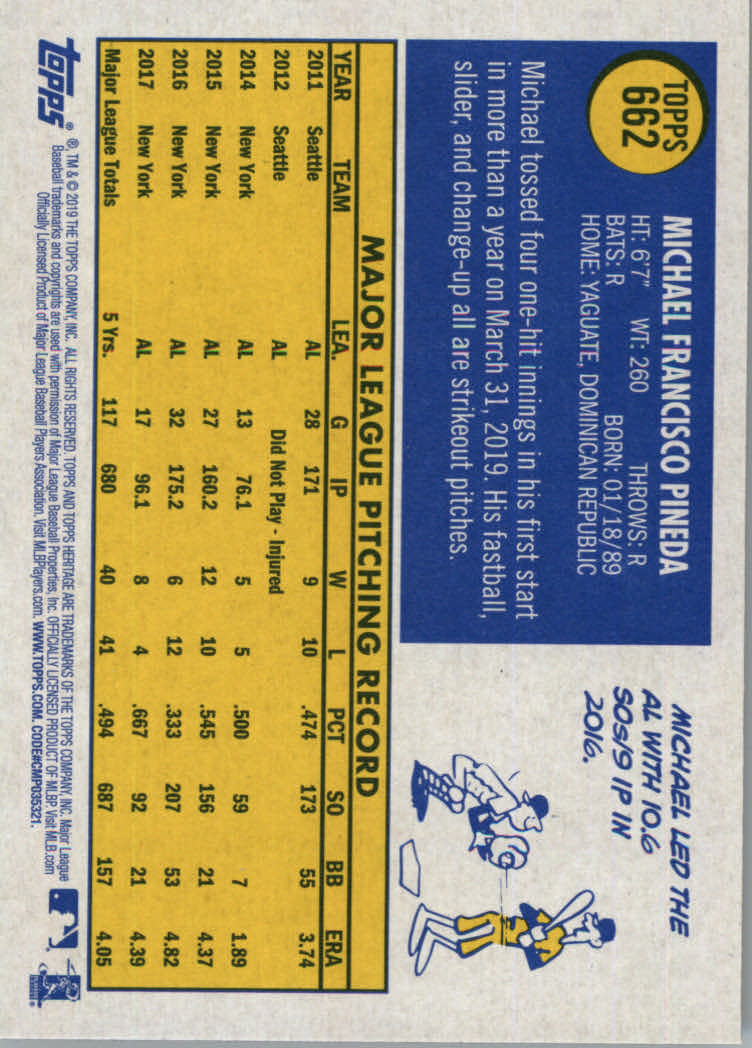 TOPPS
662
MICHAEL FRANCISCO PINEDA
HT: 6'7" WT: 260 THROWS: R
BATS: R BORN: 01/18/89
HOME: YAGUATE, DOMINICAN REPUBLIC
Michael tossed four one-hit innings in his first start
in more than a year on March 31, 2019. His fastball,
slider, and change-up all are strikeout pitches.
MICHAEL LED THE
AL WITH 10.6
SOs/9 IP IN
2016.
MAJOR LEAGUE PITCHING RECORD
YEAR TEAM LEA. G IP W L PCT SO BB ERA
2011 Seattle AL 28 171 9 10 .474 173 55 3.74
2012 Seattle AL Did Not Play - Injured
2014 New York AL 13 76.1 5 5 .500 59 7 1.89
2015 New York AL 27 160.2 12 10 .545 156 21 4.37
2016 New York AL 32 175.2 6 12 .333 207 53 4.82
2017 New York AL 17 96.1 8 4 .667 92 21 4.39
Major League Totals 5 Yrs. 117 680 40 41 .494 687 157 4.05
topps® ®, TM & © 2019 THE TOPPS COMPANY, INC. ALL RIGHTS RESERVED. TOPPS AND TOPPS HERITAGE ARE TRADEMARKS OF THE TOPPS COMPANY, INC. Major League
Baseball trademarks and copyrights are used with permission of Major League Baseball Properties, Inc. OFFICIALLY LICENSED PRODUCT OF MLBP. Visit MLB.com
Officially Licensed Product of Major League Baseball Players Association. Visit MLBPlayers.com. WWW.TOPPS.COM. CODE#CMP035321.